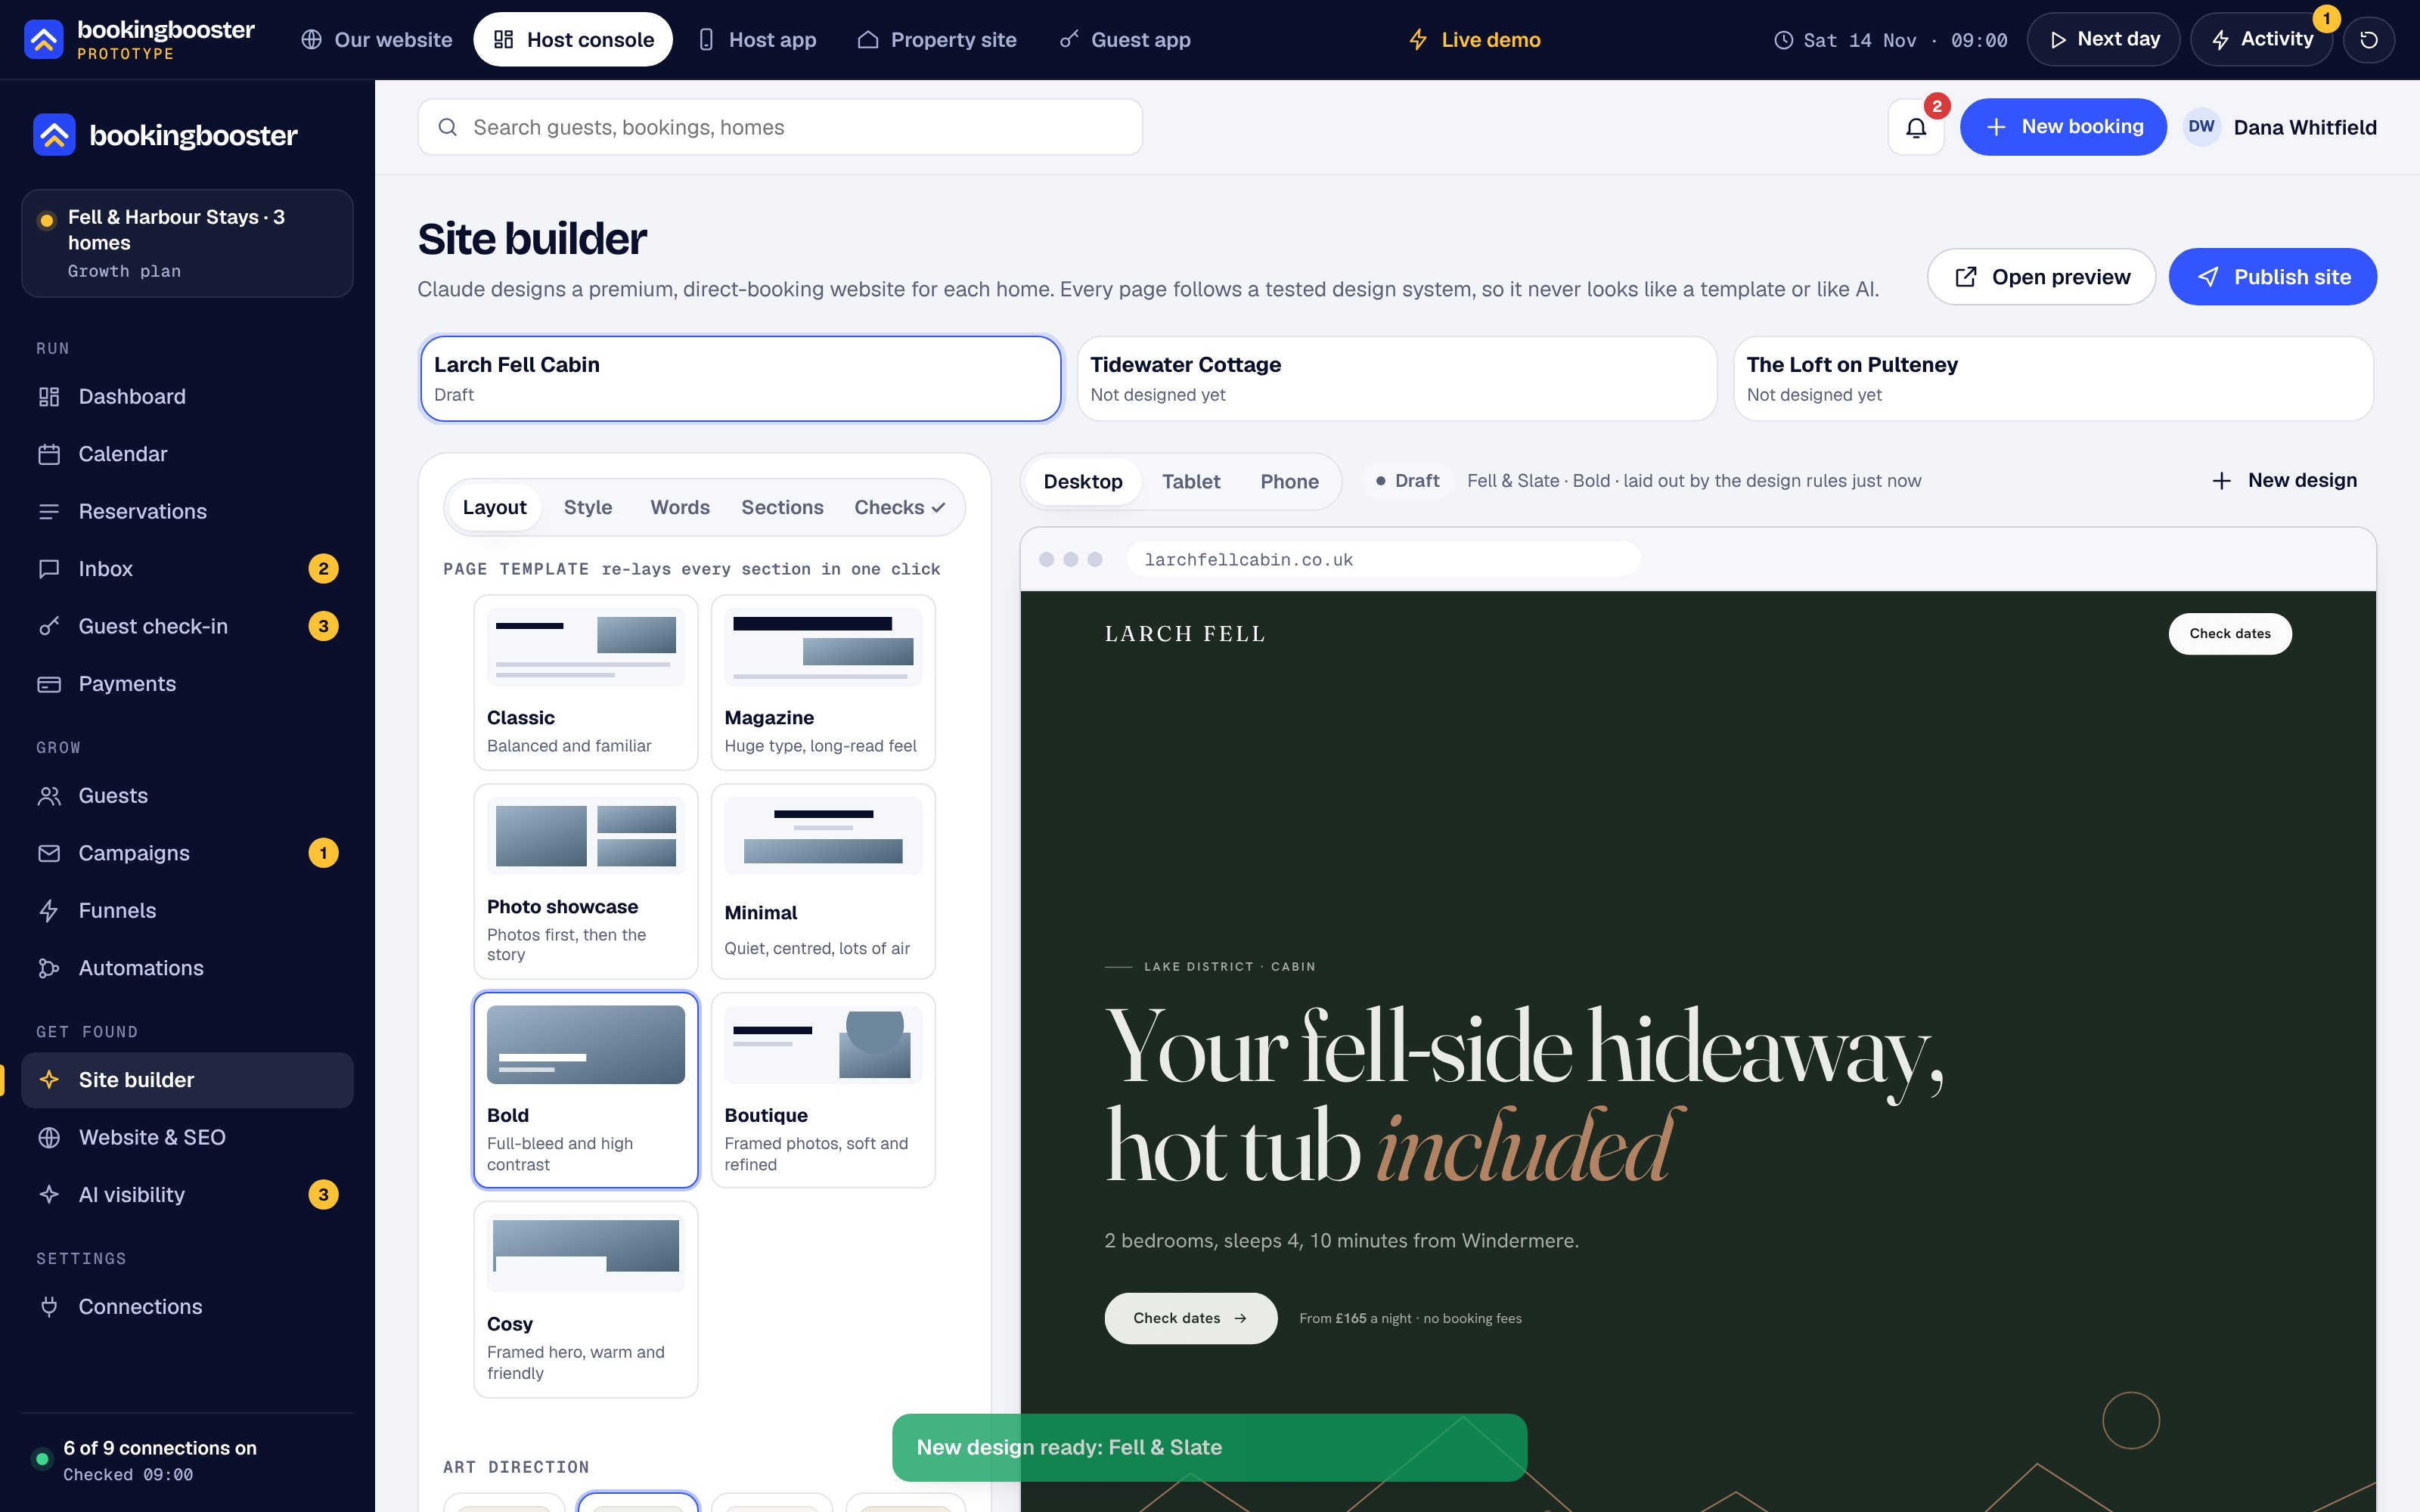 bookingbooster
PROTOTYPE
Our website
Host console
Host app
Property site
Guest app
Live demo
Sat 14 Nov · 09:00
Next day
Activity
1
bookingbooster
Fell & Harbour Stays · 3
homes
Growth plan
RUN
Dashboard
Calendar
Reservations
Inbox
2
Guest check-in
3
Payments
GROW
Guests
Campaigns
1
Funnels
Automations
GET FOUND
Site builder
Website & SEO
AI visibility
3
SETTINGS
Connections
6 of 9 connections on
Checked 09:00
Search guests, bookings, homes
2
New booking
DW
Dana Whitfield
Site builder
Claude designs a premium, direct-booking website for each home. Every page follows a tested design system, so it never looks like a template or like AI.
Open preview
Publish site
Larch Fell Cabin
Draft
Tidewater Cottage
Not designed yet
The Loft on Pulteney
Not designed yet
Layout
Style
Words
Sections
Checks
PAGE TEMPLATE re-lays every section in one click
Classic
Balanced and familiar
Magazine
Huge type, long-read feel
Photo showcase
Photos first, then the
story
Minimal
Quiet, centred, lots of air
Bold
Full-bleed and high
contrast
Boutique
Framed photos, soft and
refined
Cosy
Framed hero, warm and
friendly
ART DIRECTION
Desktop
Tablet
Phone
Draft
Fell & Slate · Bold · laid out by the design rules just now
New design
larchfellcabin.co.uk
LARCH FELL
Check dates
LAKE DISTRICT · CABIN
Your fell-side hideaway,
hot tub included
2 bedrooms, sleeps 4, 10 minutes from Windermere.
Check dates →
From £165 a night · no booking fees
New design ready: Fell & Slate